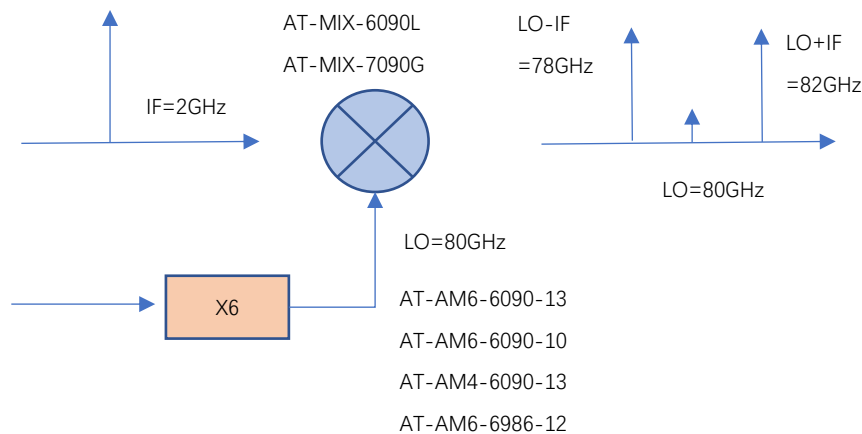 AT-MIX-6090L
AT-MIX-7090G
IF=2GHz
LO-IF
=78GHz
LO+IF
=82GHz
LO=80GHz
LO=80GHz
X6
AT-AM6-6090-13
AT-AM6-6090-10
AT-AM4-6090-13
AT-AM6-6986-12